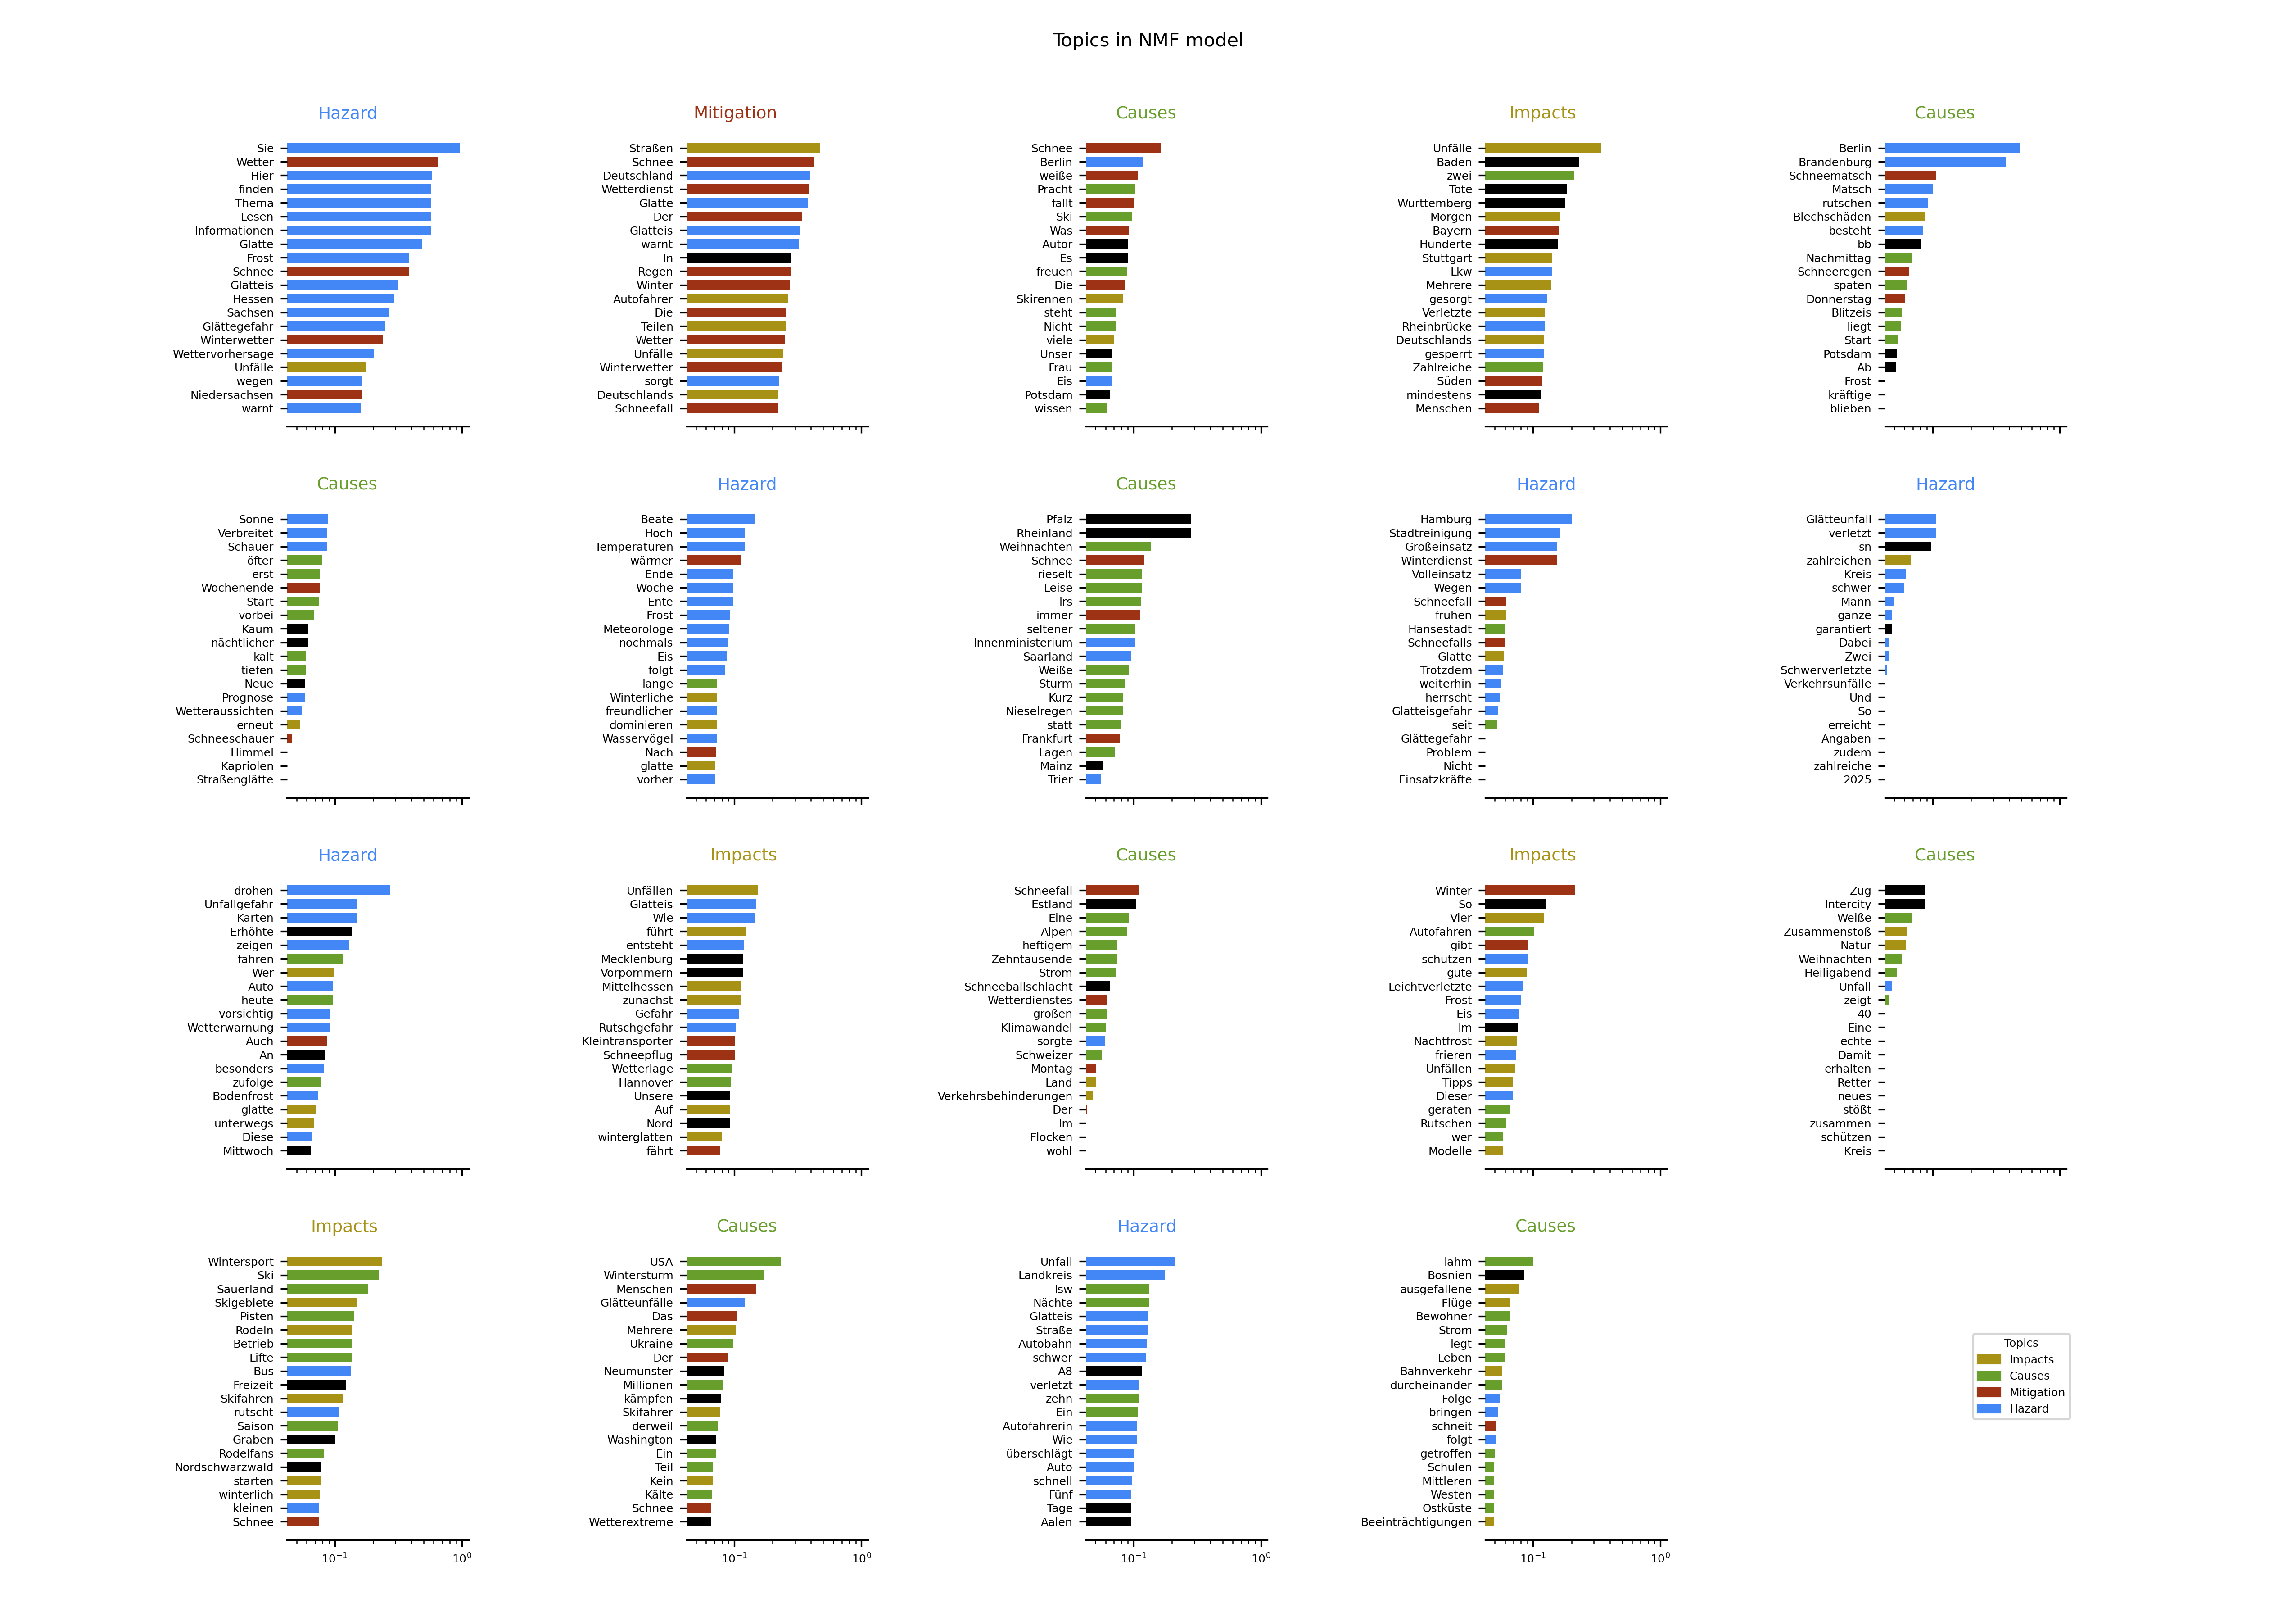 Topics in NMF model
Hazard
Sie
Wetter
Hier
finden
Thema
Lesen
Informationen
Glätte
Frost
Schnee
Glatteis
Hessen
Sachsen
Glättegefahr
Winterwetter
Wettervorhersage
Unfälle
wegen
Niedersachsen
warnt
Mitigation
Straßen
Schnee
Deutschland
Wetterdienst
Glätte
Der
Glatteis
warnt
In
Regen
Winter
Autofahrer
Die
Teilen
Wetter
Unfälle
Winterwetter
sorgt
Deutschlands
Schneefall
Causes
Schnee
Berlin
weiße
Pracht
fällt
Ski
Was
Autor
Es
freuen
Die
Skirennen
steht
Nicht
viele
Unser
Frau
Eis
Potsdam
wissen
Impacts
Unfälle
Baden
zwei
Tote
Württemberg
Morgen
Bayern
Hunderte
Stuttgart
Lkw
Mehrere
gesorgt
Verletzte
Rheinbrücke
Deutschlands
gesperrt
Zahlreiche
Süden
mindestens
Menschen
Causes
Berlin
Brandenburg
Schneematsch
Matsch
rutschen
Blechschäden
besteht
bb
Nachmittag
Schneeregen
späten
Donnerstag
Blitzeis
liegt
Start
Potsdam
Ab
Frost
kräftige
blieben
Causes
Sonne
Verbreitet
Schauer
öfter
erst
Wochenende
Start
vorbei
Kaum
nächtlicher
kalt
tiefen
Neue
Prognose
Wetteraussichten
erneut
Schneeschauer
Himmel
Kapriolen
Straßenglätte
Hazard
Beate
Hoch
Temperaturen
wärmer
Ende
Woche
Ente
Frost
Meteorologe
nochmals
Eis
folgt
lange
Winterliche
freundlicher
dominieren
Wasservögel
Nach
glatte
vorher
Causes
Pfalz
Rheinland
Weihnachten
Schnee
rieselt
Leise
lrs
immer
seltener
Innenministerium
Saarland
Weiße
Sturm
Kurz
Nieselregen
statt
Frankfurt
Lagen
Mainz
Trier
Hazard
Hamburg
Stadtreinigung
Großeinsatz
Winterdienst
Volleinsatz
Wegen
Schneefall
frühen
Hansestadt
Schneefalls
Glatte
Trotzdem
weiterhin
herrscht
Glatteisgefahr
seit
Glättegefahr
Problem
Nicht
Einsatzkräfte
Hazard
Glätteunfall
verletzt
sn
zahlreichen
Kreis
schwer
Mann
ganze
garantiert
Dabei
Zwei
Schwerverletzte
Verkehrsunfälle
Und
So
erreicht
Angaben
zudem
zahlreiche
2025
Hazard
drohen
Unfallgefahr
Karten
Erhöhte
zeigen
fahren
Wer
Auto
heute
vorsichtig
Wetterwarnung
Auch
An
besonders
zufolge
Bodenfrost
glatte
unterwegs
Diese
Mittwoch
Impacts
Unfällen
Glatteis
Wie
führt
entsteht
Mecklenburg
Vorpommern
Mittelhessen
zunächst
Gefahr
Rutschgefahr
Kleintransporter
Schneepflug
Wetterlage
Hannover
Unsere
Auf
Nord
winterglatten
fährt
Causes
Schneefall
Estland
Eine
Alpen
heftigem
Zehntausende
Strom
Schneeballschlacht
Wetterdienstes
großen
Klimawandel
sorgte
Schweizer
Montag
Land
Verkehrsbehinderungen
Der
Im
Flocken
wohl
Impacts
Winter
So
Vier
Autofahren
gibt
schützen
gute
Leichtverletzte
Frost
Eis
Im
Nachtfrost
frieren
Unfällen
Tipps
Dieser
geraten
Rutschen
wer
Modelle
Causes
Zug
Intercity
Weiße
Zusammenstoß
Natur
Weihnachten
Heiligabend
Unfall
zeigt
40
Eine
echte
Damit
erhalten
Retter
neues
stößt
zusammen
schützen
Kreis
Impacts
Wintersport
Ski
Sauerland
Skigebiete
Pisten
Rodeln
Betrieb
Lifte
Bus
Freizeit
Skifahren
rutscht
Saison
Graben
Rodelfans
Nordschwarzwald
starten
winterlich
kleinen
Schnee
10⁻¹ 10⁰
Causes
USA
Wintersturm
Menschen
Glätteunfälle
Das
Mehrere
Ukraine
Der
Neumünster
Millionen
kämpfen
Skifahrer
derweil
Washington
Ein
Teil
Kein
Kälte
Schnee
Wetterextreme
10⁻¹ 10⁰
Hazard
Unfall
Landkreis
lsw
Nächte
Glatteis
Straße
Autobahn
schwer
A8
verletzt
zehn
Ein
Autofahrerin
Wie
überschlägt
Auto
schnell
Fünf
Tage
Aalen
10⁻¹ 10⁰
Causes
lahm
Bosnien
ausgefallene
Flüge
Bewohner
Strom
legt
Leben
Bahnverkehr
durcheinander
Folge
bringen
schneit
folgt
getroffen
Schulen
Mittleren
Westen
Ostküste
Beeinträchtigungen
10⁻¹ 10⁰
Topics
Impacts
Causes
Mitigation
Hazard